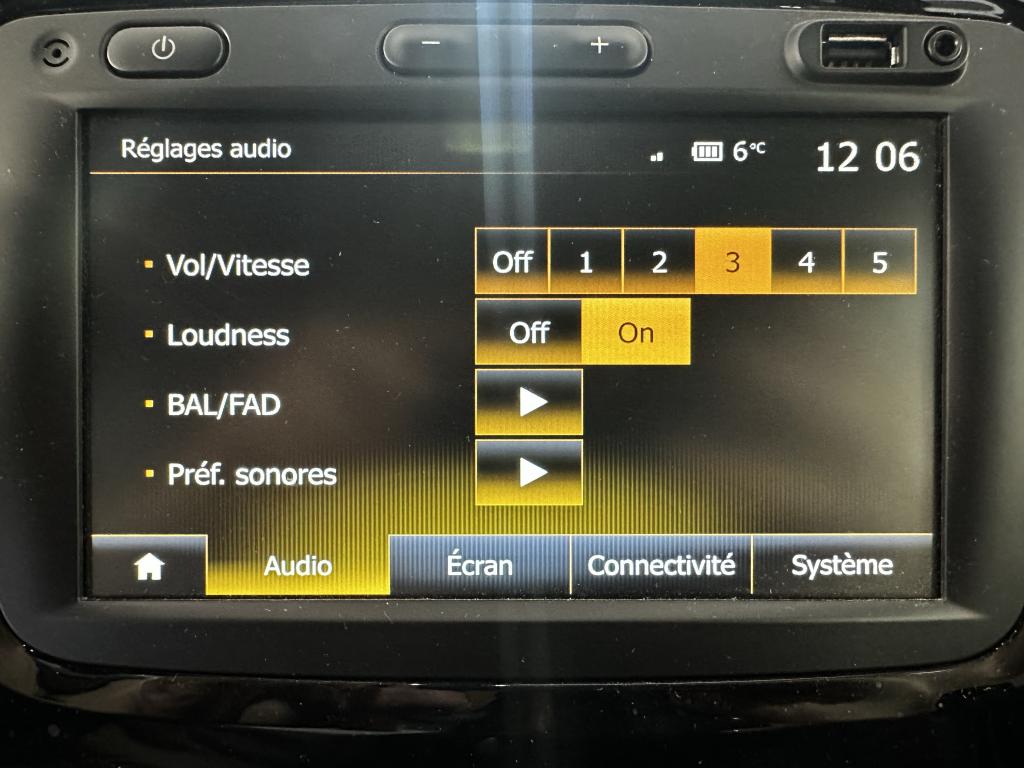 − +
Réglages audio 6°C 12 06
Vol/Vitesse Off 1 2 3 4 5
Loudness Off On
BAL/FAD
Préf. sonores
Audio Écran Connectivité Système